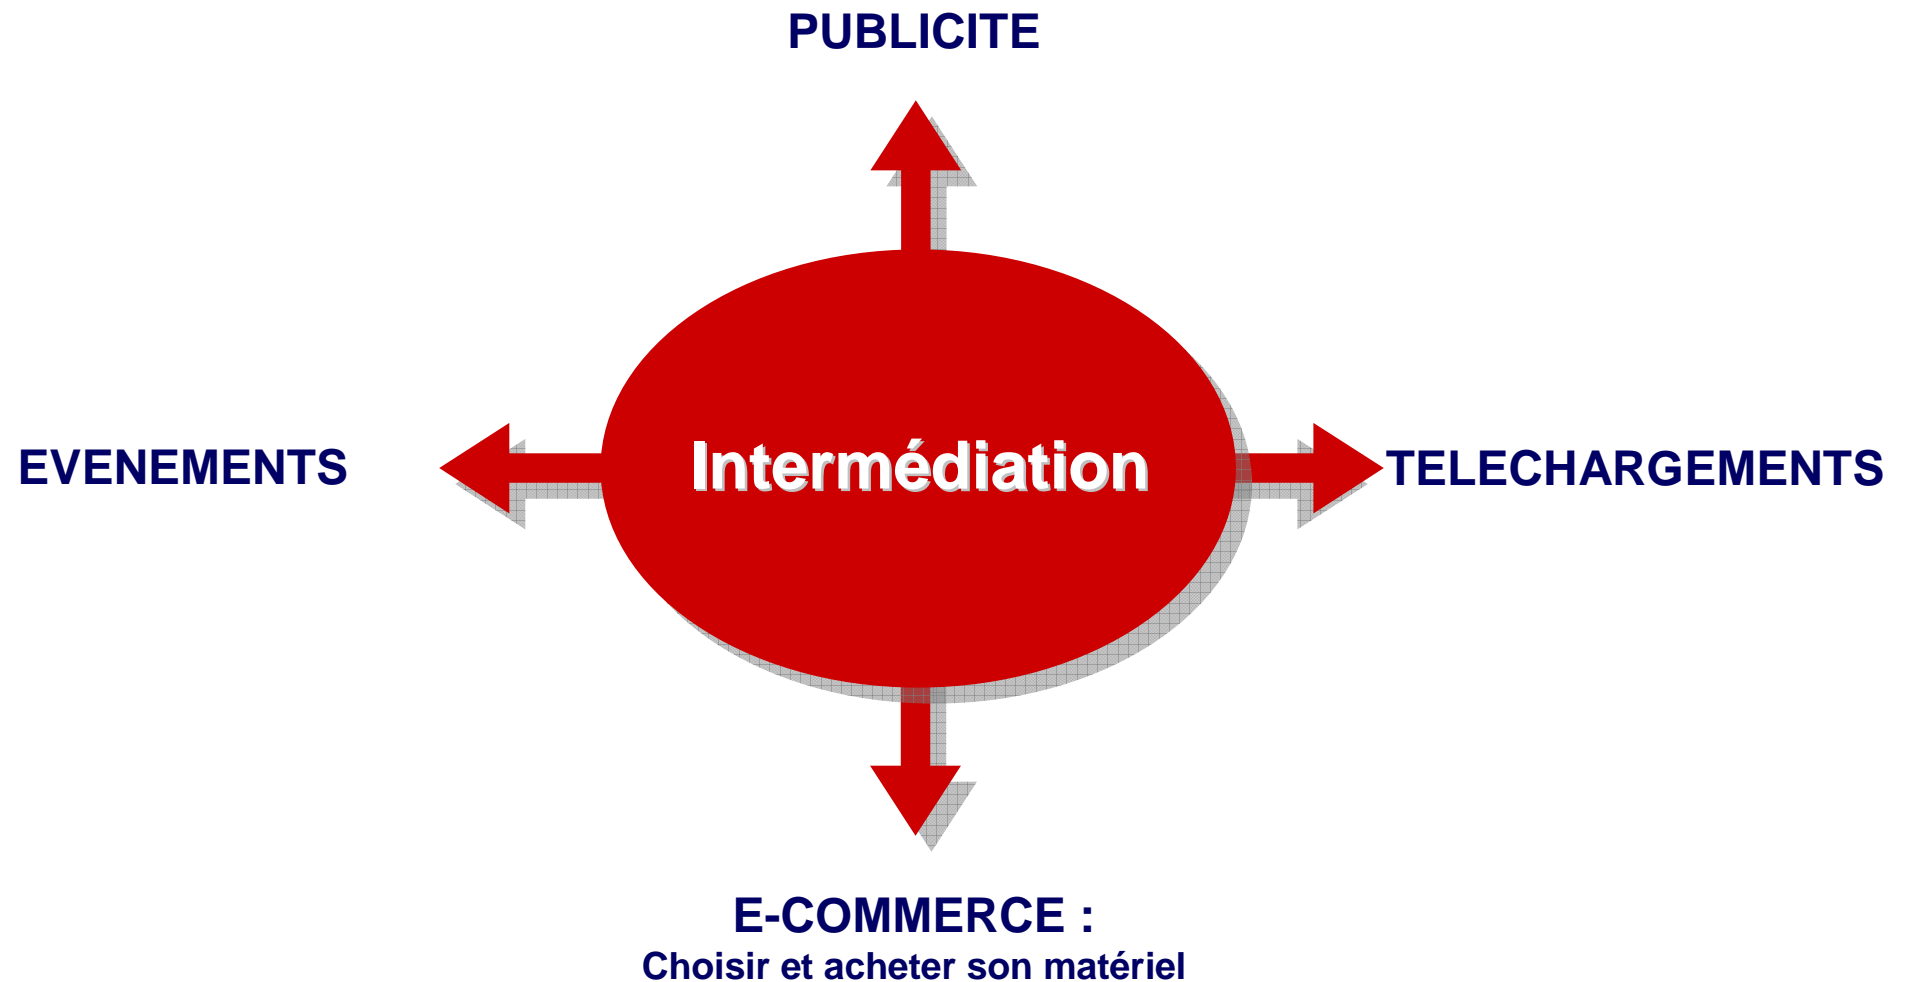 PUBLICITE
EVENEMENTS
Intermédiation
TELECHARGEMENTS
E-COMMERCE :
Choisir et acheter son matériel